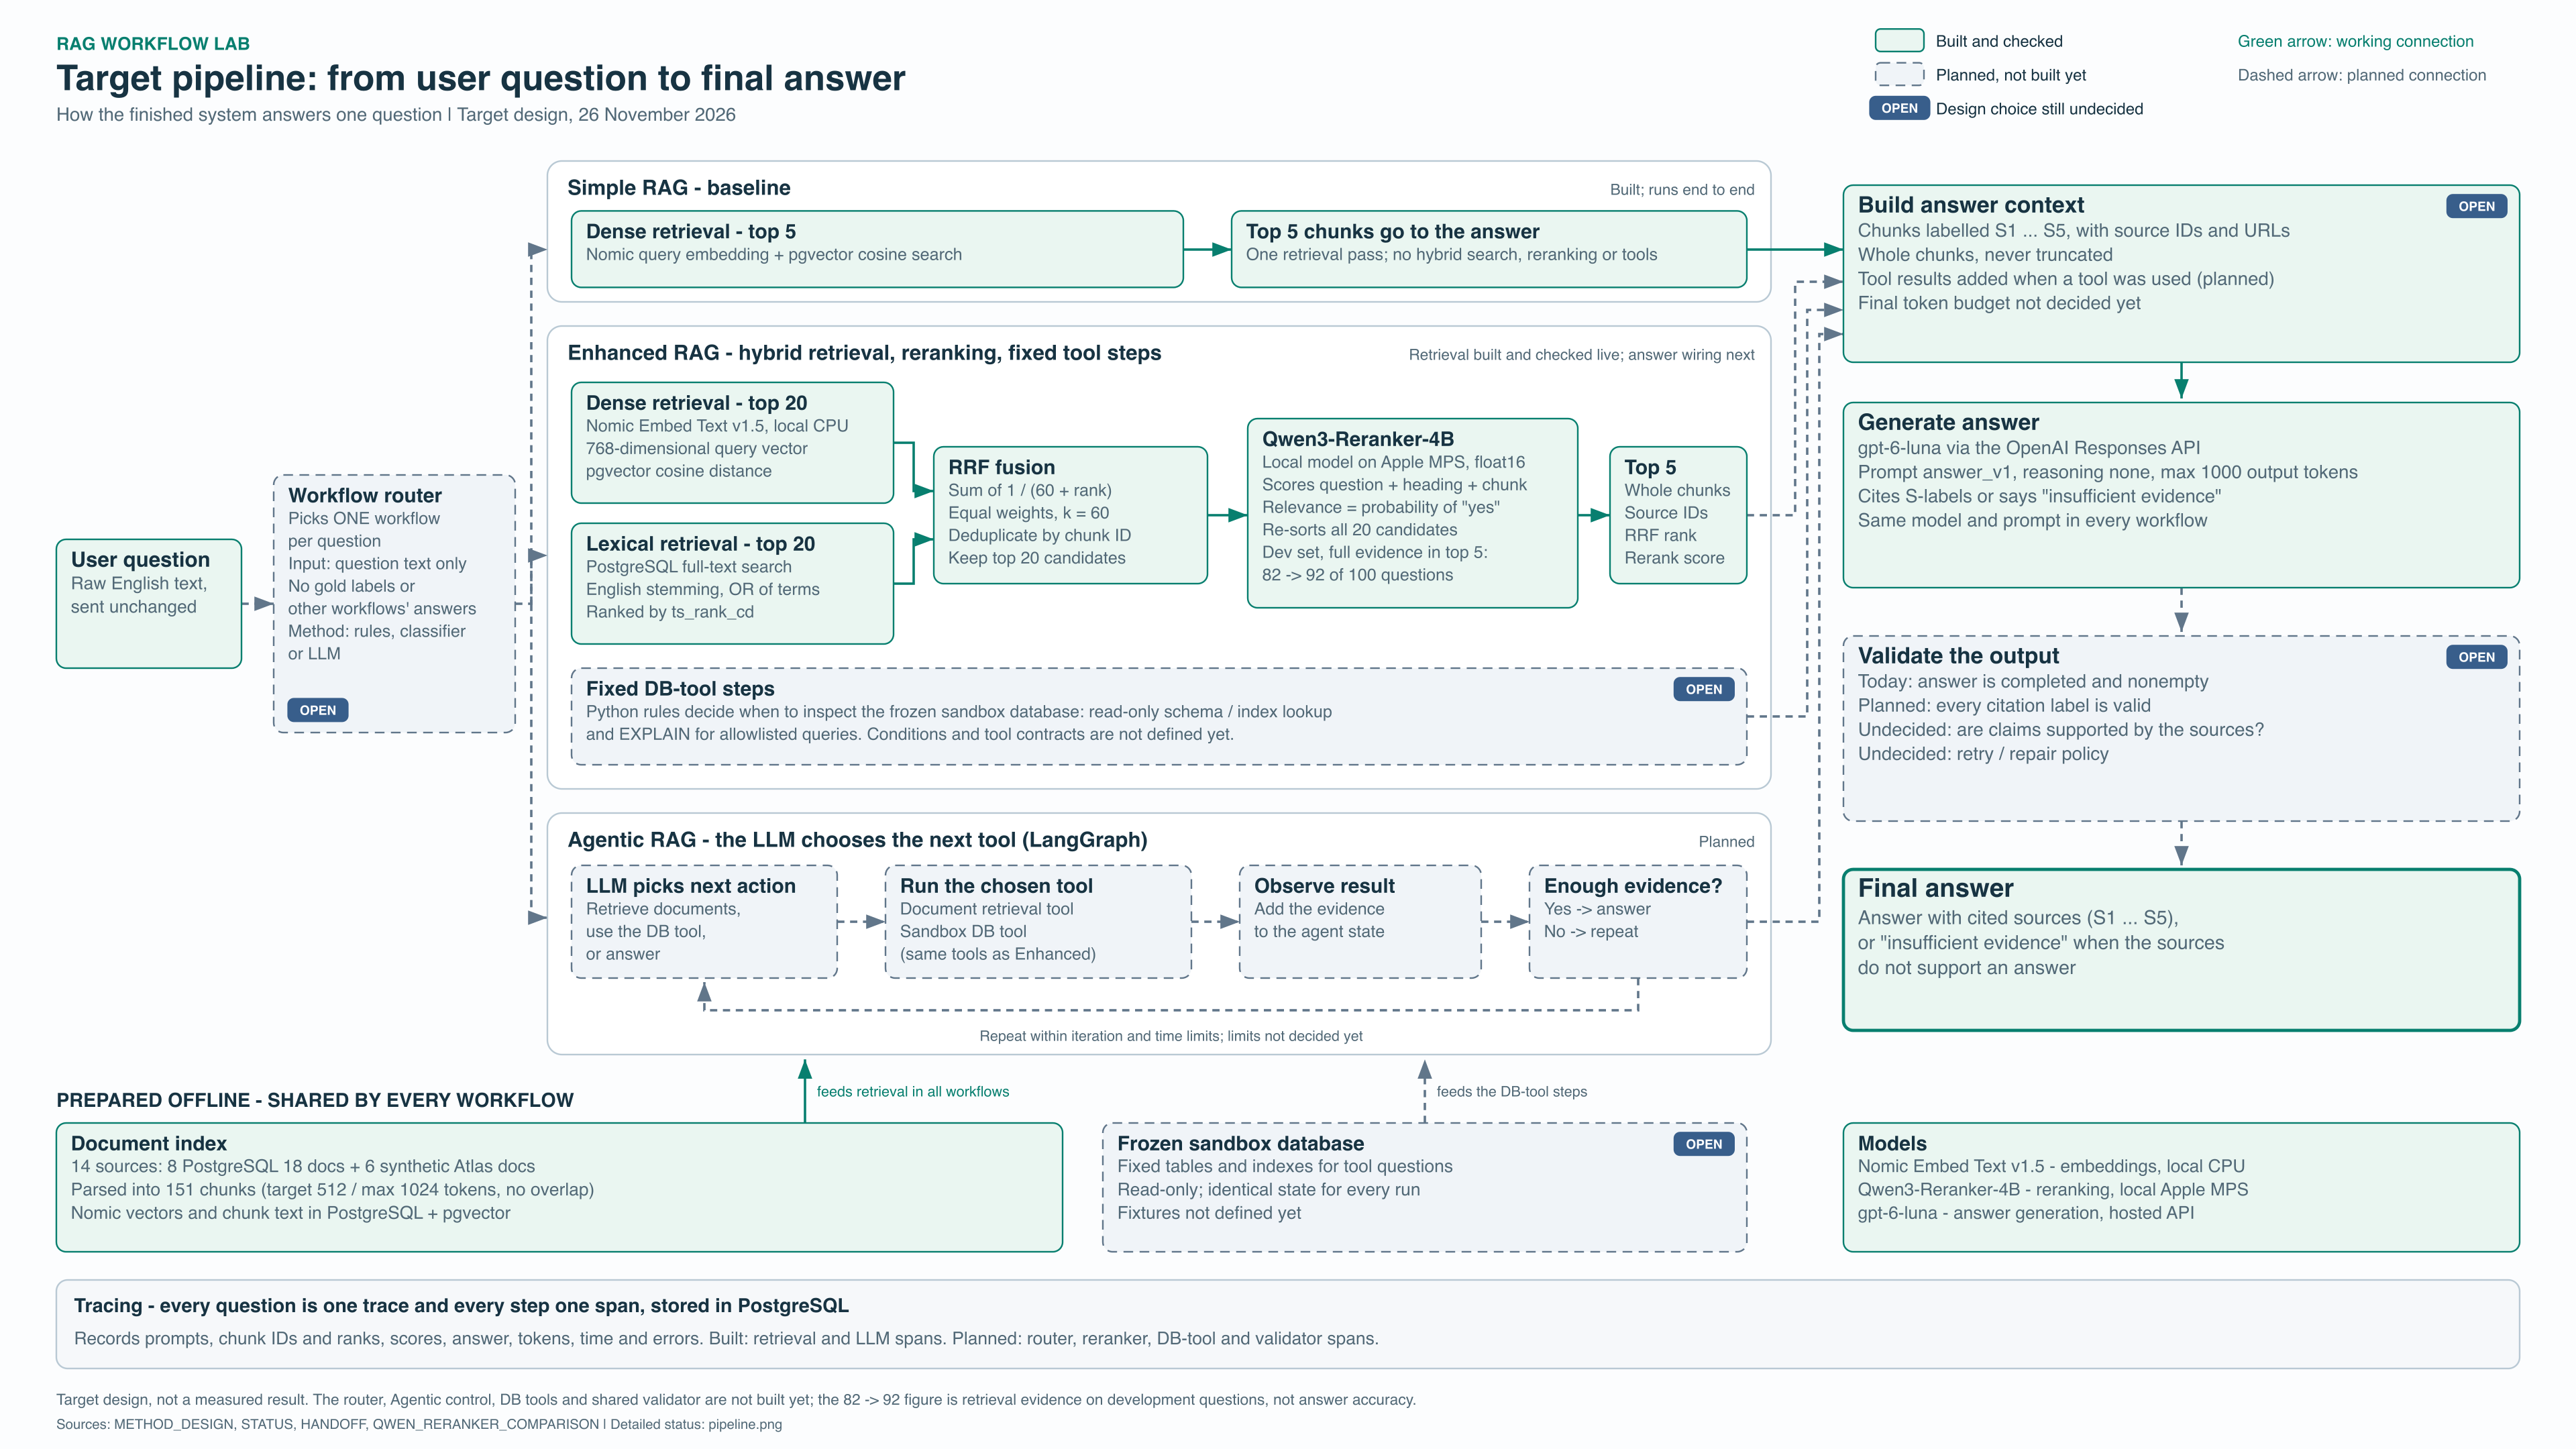 RAG WORKFLOW LAB
Target pipeline: from user question to final answer
How the finished system answers one question | Target design, 26 November 2026
Built and checked
Planned, not built yet
OPEN Design choice still undecided
Green arrow: working connection
Dashed arrow: planned connection
User question
Raw English text,
sent unchanged
Workflow router
Picks ONE workflow
per question
Input: question text only
No gold labels or
other workflows' answers
Method: rules, classifier
or LLM
OPEN
Simple RAG - baseline
Built; runs end to end
Dense retrieval - top 5
Nomic query embedding + pgvector cosine search
Top 5 chunks go to the answer
One retrieval pass; no hybrid search, reranking or tools
Enhanced RAG - hybrid retrieval, reranking, fixed tool steps
Retrieval built and checked live; answer wiring next
Dense retrieval - top 20
Nomic Embed Text v1.5, local CPU
768-dimensional query vector
pgvector cosine distance
Lexical retrieval - top 20
PostgreSQL full-text search
English stemming, OR of terms
Ranked by ts_rank_cd
RRF fusion
Sum of 1 / (60 + rank)
Equal weights, k = 60
Deduplicate by chunk ID
Keep top 20 candidates
Qwen3-Reranker-4B
Local model on Apple MPS, float16
Scores question + heading + chunk
Relevance = probability of "yes"
Re-sorts all 20 candidates
Dev set, full evidence in top 5:
82 -> 92 of 100 questions
Top 5
Whole chunks
Source IDs
RRF rank
Rerank score
Fixed DB-tool steps
OPEN
Python rules decide when to inspect the frozen sandbox database: read-only schema / index lookup
and EXPLAIN for allowlisted queries. Conditions and tool contracts are not defined yet.
Agentic RAG - the LLM chooses the next tool (LangGraph)
Planned
LLM picks next action
Retrieve documents,
use the DB tool,
or answer
Run the chosen tool
Document retrieval tool
Sandbox DB tool
(same tools as Enhanced)
Observe result
Add the evidence
to the agent state
Enough evidence?
Yes -> answer
No -> repeat
Repeat within iteration and time limits; limits not decided yet
Build answer context
OPEN
Chunks labelled S1 ... S5, with source IDs and URLs
Whole chunks, never truncated
Tool results added when a tool was used (planned)
Final token budget not decided yet
Generate answer
gpt-6-luna via the OpenAI Responses API
Prompt answer_v1, reasoning none, max 1000 output tokens
Cites S-labels or says "insufficient evidence"
Same model and prompt in every workflow
Validate the output
OPEN
Today: answer is completed and nonempty
Planned: every citation label is valid
Undecided: are claims supported by the sources?
Undecided: retry / repair policy
Final answer
Answer with cited sources (S1 ... S5),
or "insufficient evidence" when the sources
do not support an answer
feeds retrieval in all workflows
feeds the DB-tool steps
PREPARED OFFLINE - SHARED BY EVERY WORKFLOW
Document index
14 sources: 8 PostgreSQL 18 docs + 6 synthetic Atlas docs
Parsed into 151 chunks (target 512 / max 1024 tokens, no overlap)
Nomic vectors and chunk text in PostgreSQL + pgvector
Frozen sandbox database
OPEN
Fixed tables and indexes for tool questions
Read-only; identical state for every run
Fixtures not defined yet
Models
Nomic Embed Text v1.5 - embeddings, local CPU
Qwen3-Reranker-4B - reranking, local Apple MPS
gpt-6-luna - answer generation, hosted API
Tracing - every question is one trace and every step one span, stored in PostgreSQL
Records prompts, chunk IDs and ranks, scores, answer, tokens, time and errors. Built: retrieval and LLM spans. Planned: router, reranker, DB-tool and validator spans.
Target design, not a measured result. The router, Agentic control, DB tools and shared validator are not built yet; the 82 -> 92 figure is retrieval evidence on development questions, not answer accuracy.
Sources: METHOD_DESIGN, STATUS, HANDOFF, QWEN_RERANKER_COMPARISON | Detailed status: pipeline.png